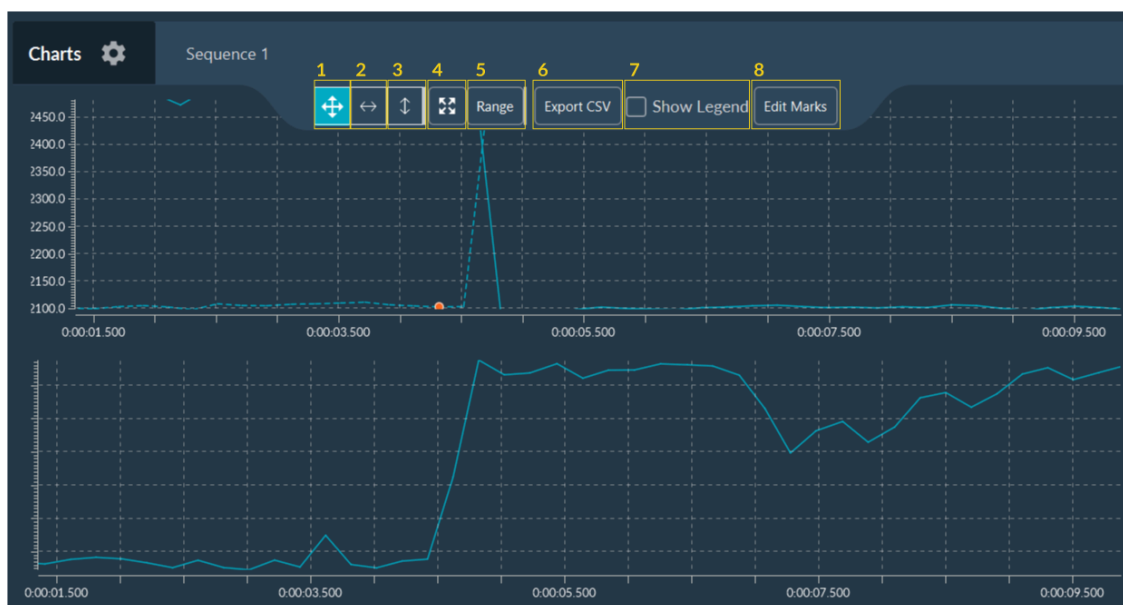 Charts
Sequence 1
1 2 3 4 5 6 7 8
Range
Export CSV
Show Legend
Edit Marks
2450.0
2400.0
2350.0
2300.0
2250.0
2200.0
2150.0
2100.0
0:00:01.500 0:00:03.500 0:00:05.500 0:00:07.500 0:00:09.500
0:00:01.500 0:00:03.500 0:00:05.500 0:00:07.500 0:00:09.500